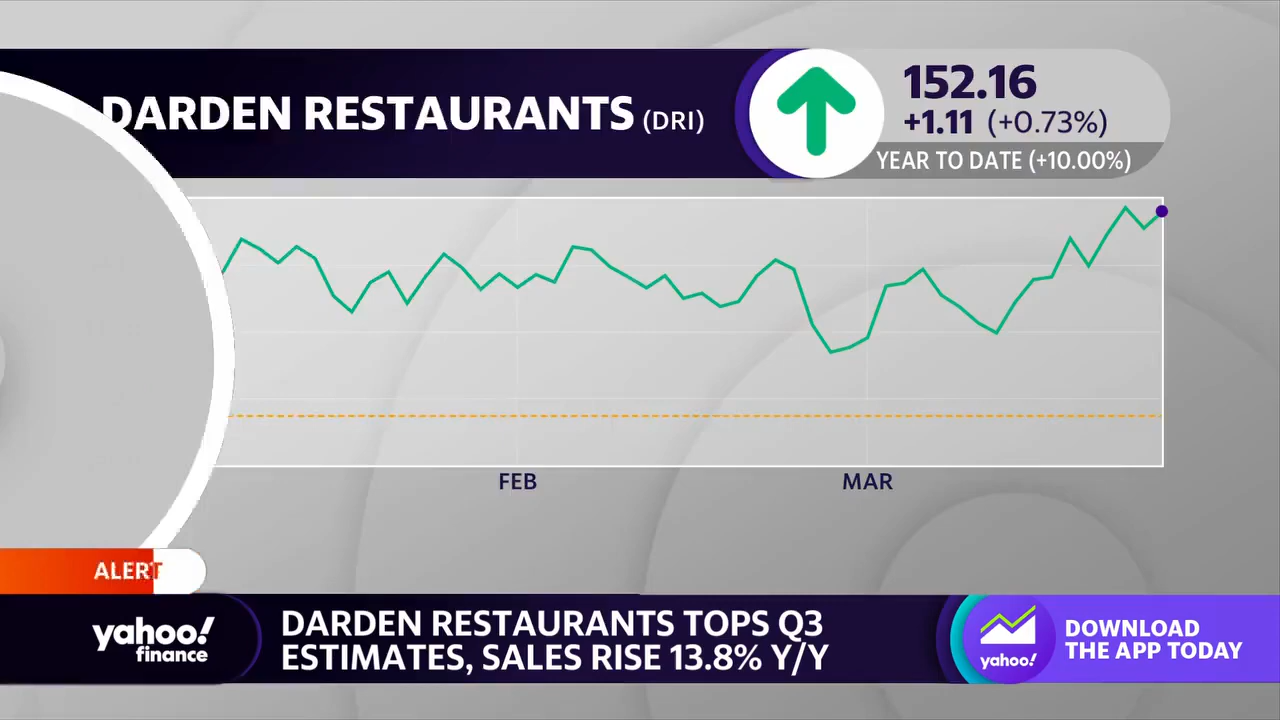 DARDEN RESTAURANTS (DRI)
152.16
+1.11 (+0.73%)
YEAR TO DATE (+10.00%)
FEB
MAR
ALERT
yahoo!
finance
DARDEN RESTAURANTS TOPS Q3
ESTIMATES, SALES RISE 13.8% Y/Y
yahoo!
DOWNLOAD
THE APP TODAY